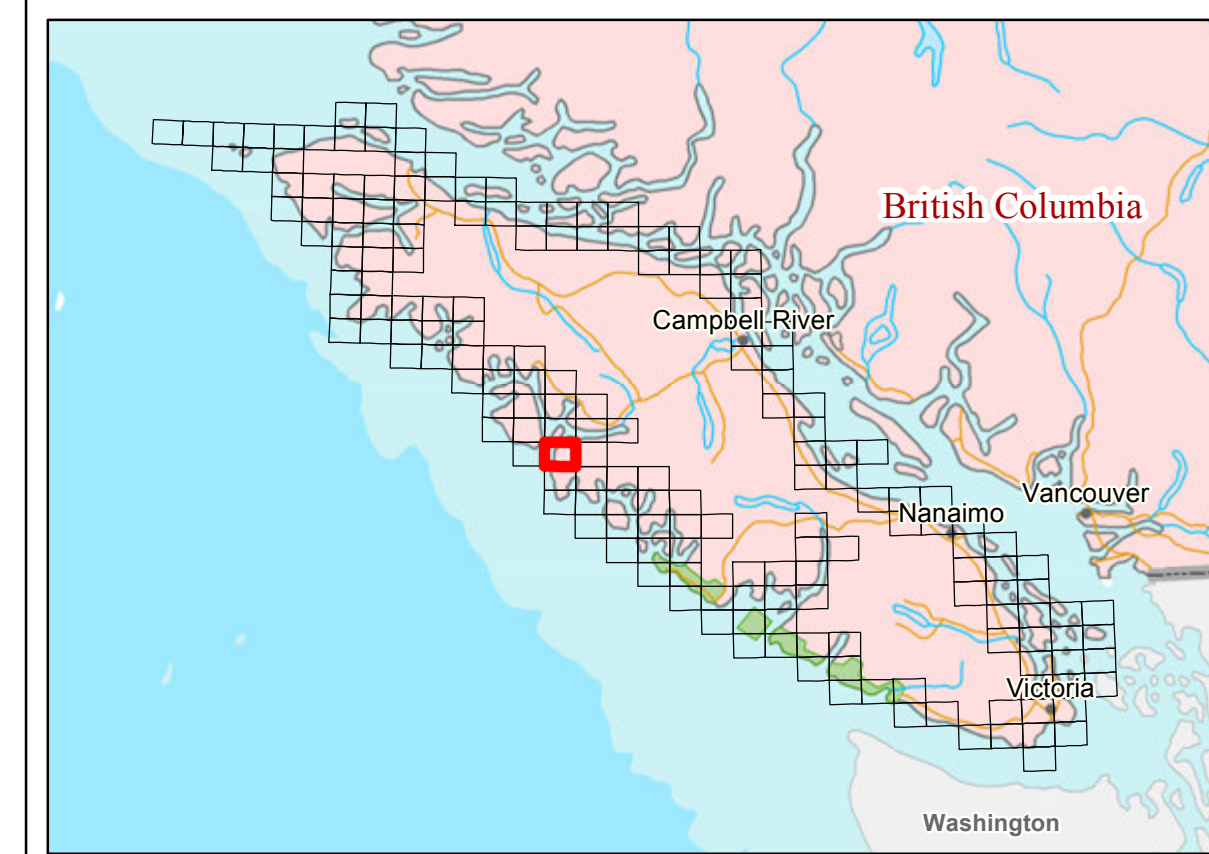 British Columbia
Campbell River
Vancouver
Nanaimo
Victoria
Washington